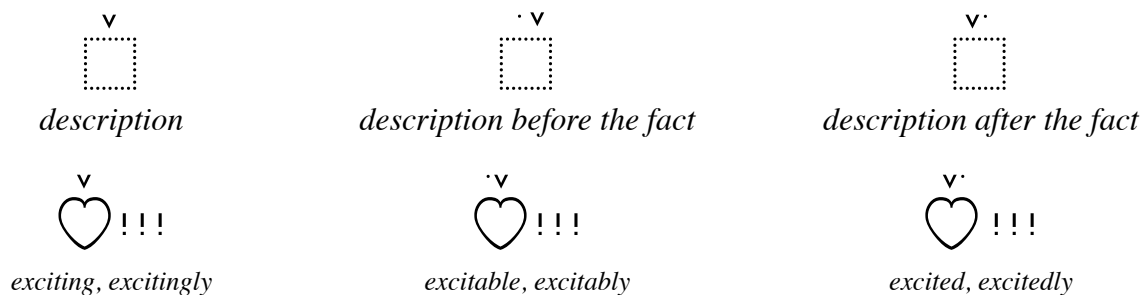 description description before the fact description after the fact
!!! !!! !!!
exciting, excitingly excitable, excitably excited, excitedly